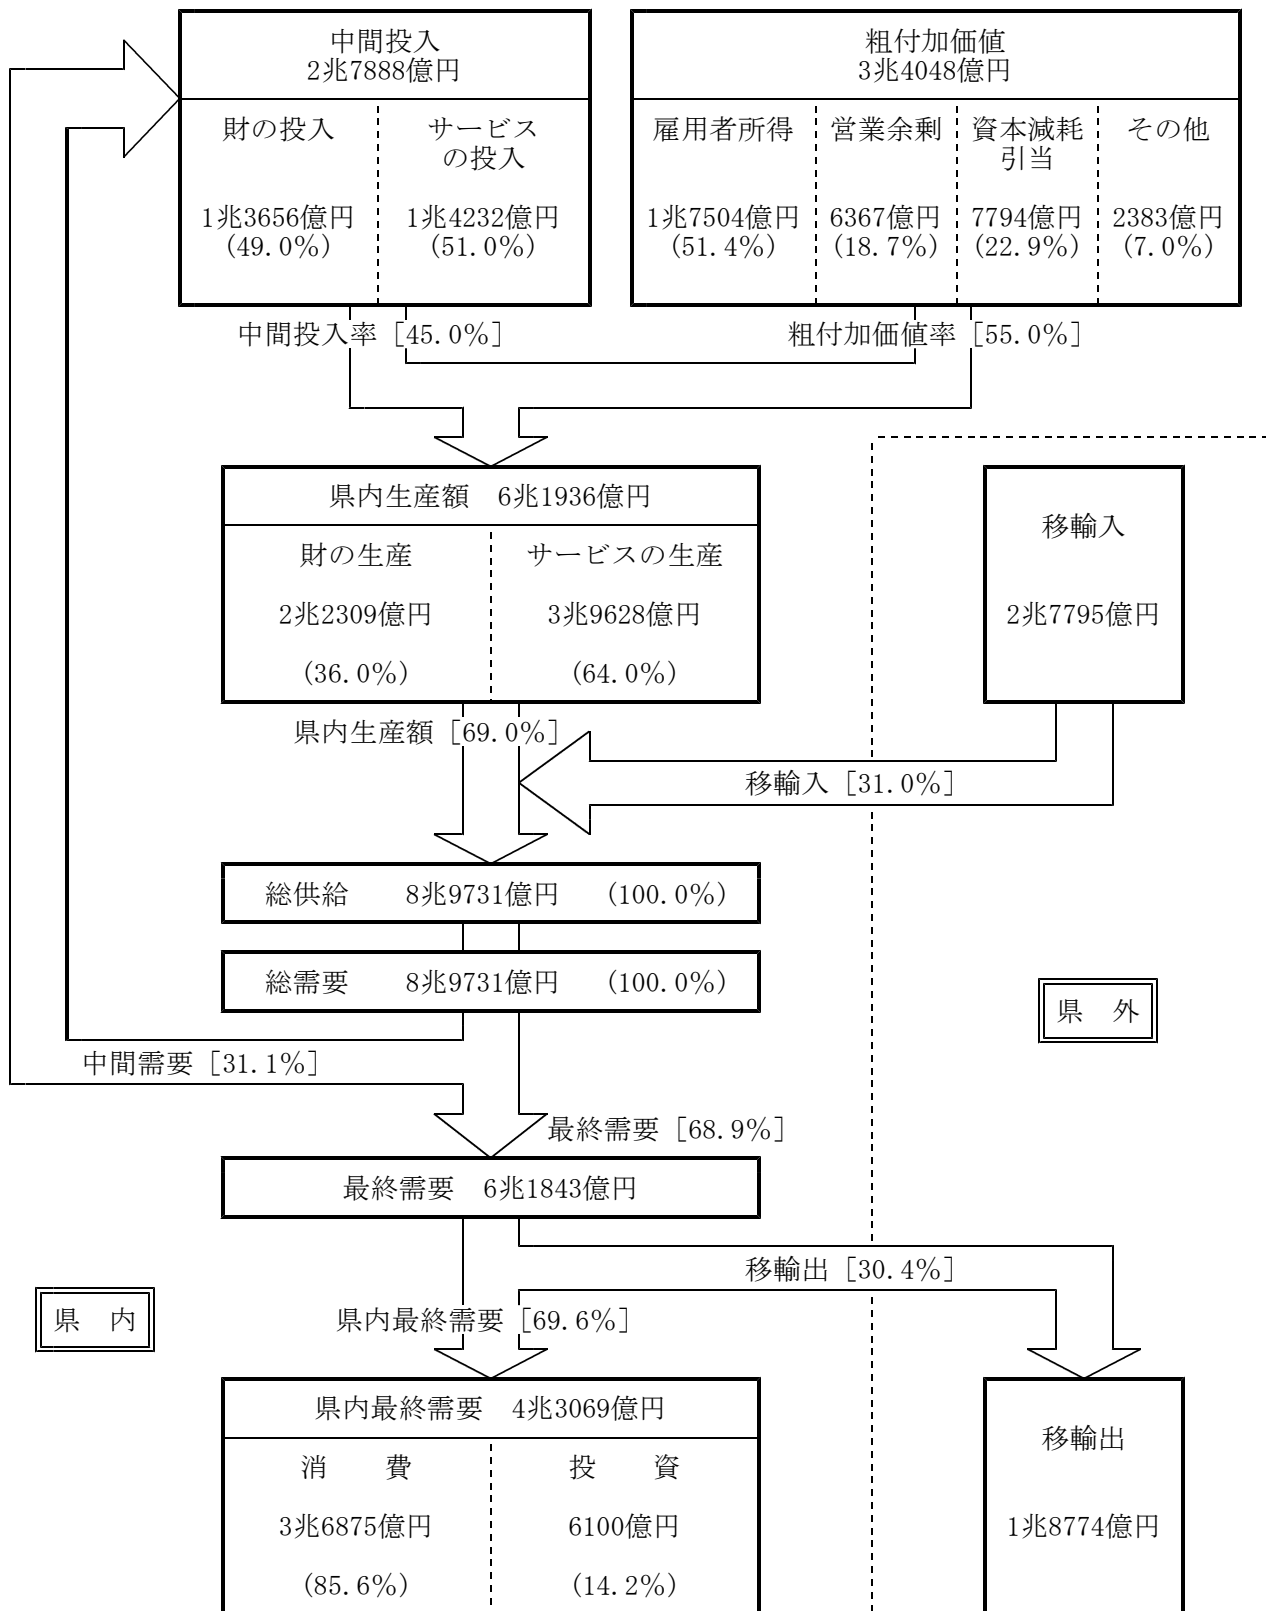 中間投入
2兆7888億円
財の投入
1兆3656億円
(49.0%)
サービス
の投入
1兆4232億円
(51.0%)
粗付加価値
3兆4048億円
雇用者所得
1兆7504億円
(51.4%)
営業余剰
6367億円
(18.7%)
資本減耗
引当
7794億円
(22.9%)
その他
2383億円
(7.0%)
中間投入率[45.0%]
粗付加価値率[55.0%]
県内生産額 6兆1936億円
財の生産
2兆2309億円
(36.0%)
サービスの生産
3兆9628億円
(64.0%)
移輸入
2兆7795億円
県内生産額[69.0%]
移輸入[31.0%]
総供給 8兆9731億円 (100.0%)
総需要 8兆9731億円 (100.0%)
県 外
中間需要[31.1%]
最終需要[68.9%]
最終需要 6兆1843億円
移輸出[30.4%]
県 内
県内最終需要[69.6%]
県内最終需要 4兆3069億円
消 費
3兆6875億円
(85.6%)
投 資
6100億円
(14.2%)
移輸出
1兆8774億円